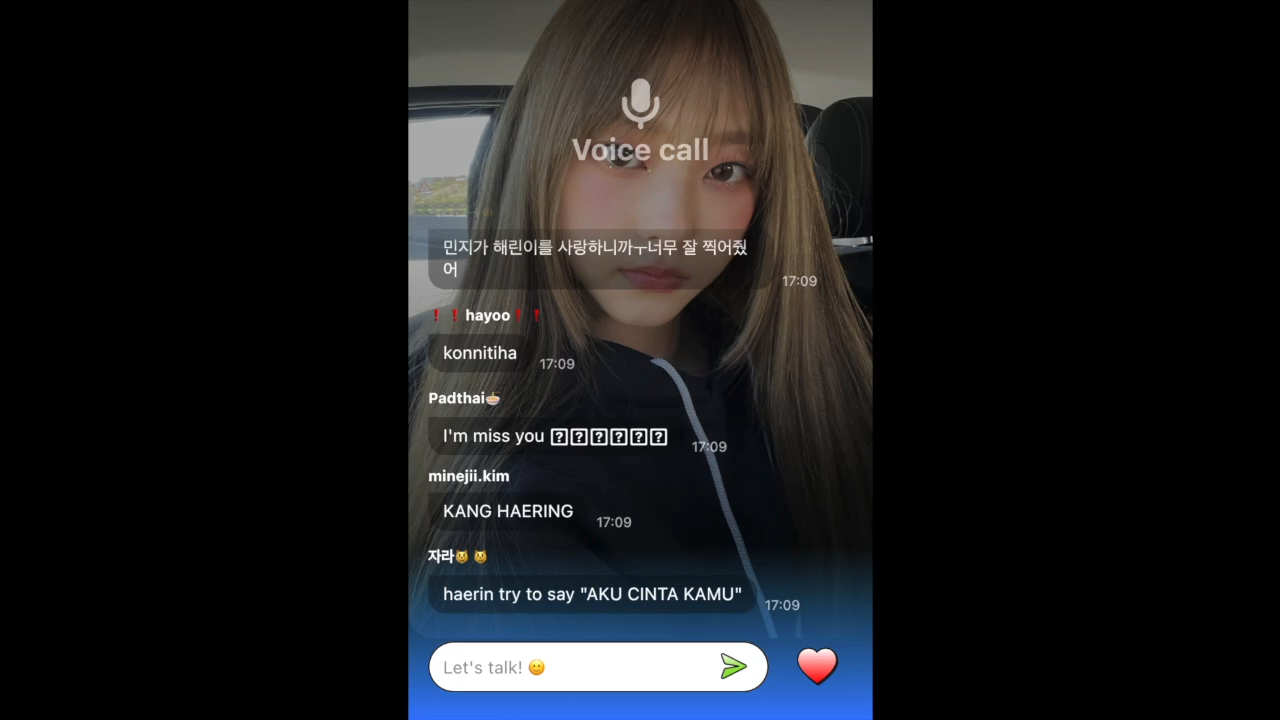 Voice call
민지가 해린이를 사랑하니까ㅜ너무 잘 찍어줬
어
17:09
❗❗hayoo❗❗
konnitiha
17:09
Padthai🍜
I'm miss you
17:09
minejii.kim
KANG HAERING
17:09
자라😼😼
haerin try to say "AKU CINTA KAMU"
17:09
Let's talk! 🙂